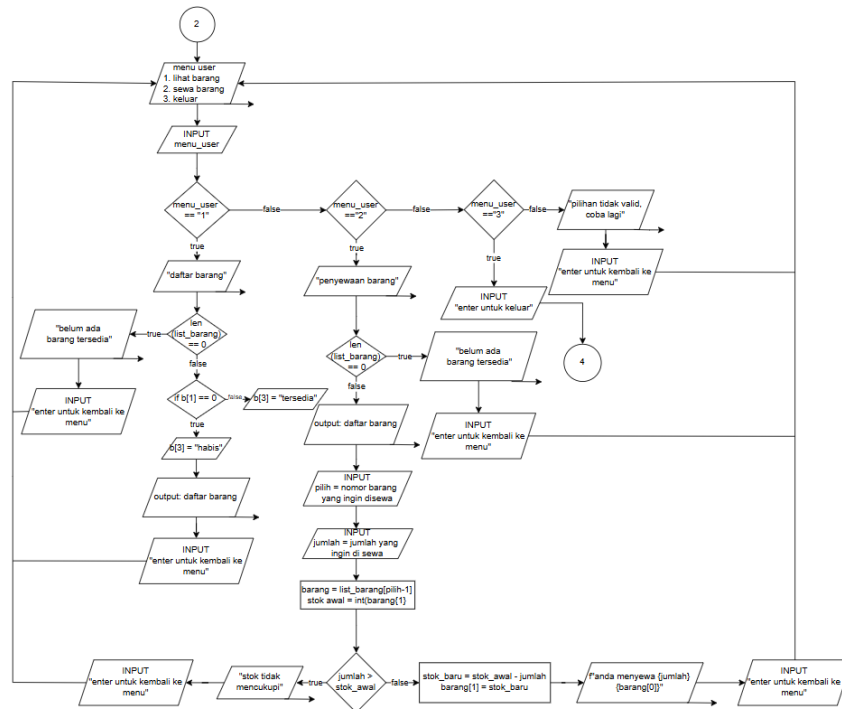 2
menu user
1. lihat barang
2. sewa barang
3. keluar
INPUT
menu_user
menu_user
== "1"
false
menu_user
=="2"
false
menu_user
=="3"
false
"pilihan tidak valid,
coba lagi"
true
true
true
INPUT
"enter untuk kembali ke
menu"
"daftar barang"
"penyewaan barang"
INPUT
"enter untuk keluar"
4
"belum ada
barang tersedia"
true
len
(list_barang)
== 0
false
len
(list_barang)
== 0
true
"belum ada
barang tersedia"
false
INPUT
"enter untuk kembali ke
menu"
if b[1] == 0
false
b[3] = "tersedia"
true
output: daftar barang
INPUT
"enter untuk kembali ke
menu"
b[3] = "habis"
output: daftar barang
INPUT
pilih = nomor barang
yang ingin disewa
INPUT
"enter untuk kembali ke
menu"
INPUT
jumlah = jumlah yang
ingin di sewa
barang = list_barang[pilih-1]
stok awal = int(barang[1]
INPUT
"enter untuk kembali ke
menu"
"stok tidak
mencukupi"
true
jumlah >
stok_awal
false
stok_baru = stok_awal - jumlah
barang[1] = stok_baru
f"anda menyewa {jumlah}
{barang[0]}"
INPUT
"enter untuk kembali ke
menu"